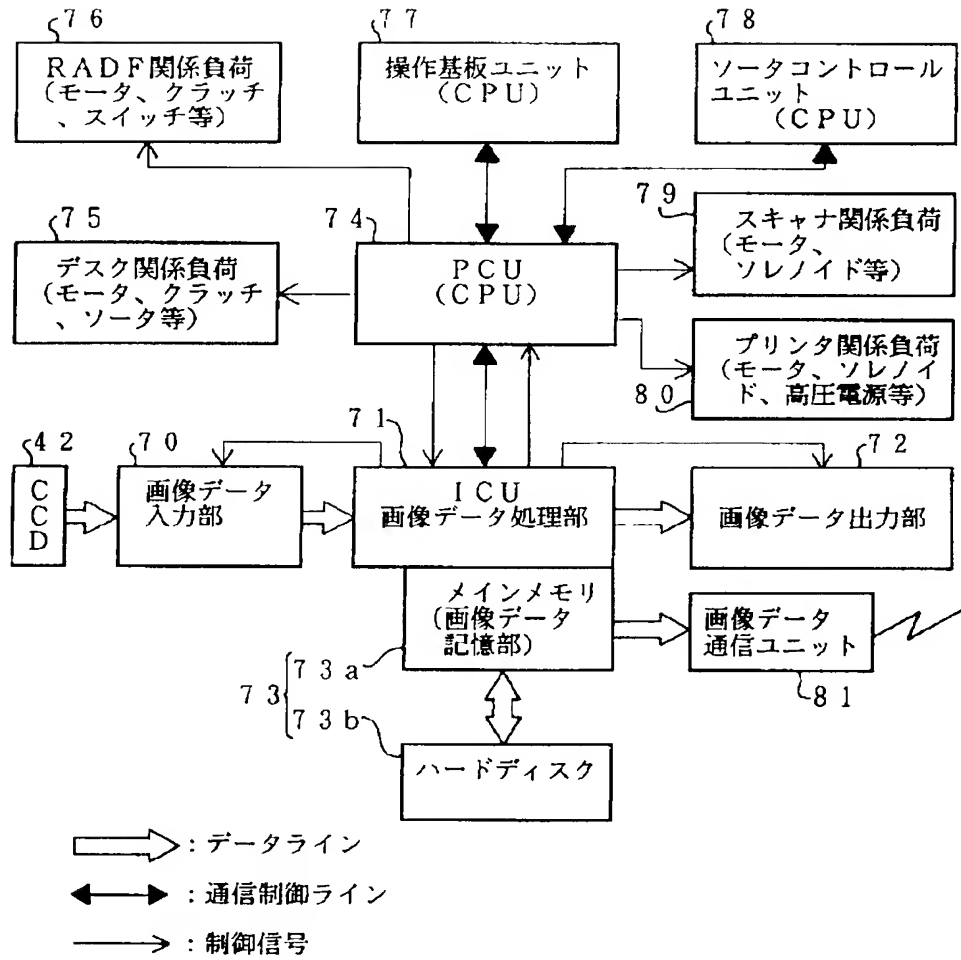 ７６
ＲＡＤＦ関係負荷
（モータ、クラッチ
、スイッチ等）
７７
操作基板ユニット
（ＣＰＵ）
７８
ソータコントロール
ユニット
（ＣＰＵ）
７５
デスク関係負荷
（モータ、クラッチ
、ソータ等）
７４
ＰＣＵ
（ＣＰＵ）
７９
スキャナ関係負荷
（モータ、
ソレノイド等）
プリンタ関係負荷
（モータ、ソレノイ
ド、高圧電源等）
８０
４２
ＣＣＤ
７０
画像データ
入力部
７１
ＩＣＵ
画像データ処理部
７２
画像データ出力部
メインメモリ
（画像データ
記憶部）
画像データ
通信ユニット
８１
７３
７３ａ
７３ｂ
ハードディスク
：データライン
：通信制御ライン
：制御信号